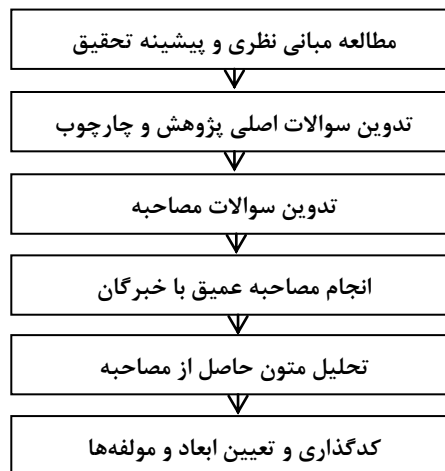 مطالعه مبانی نظری و پیشینه تحقیق
تدوین سوالات اصلی پژوهش و چارچوب
تدوین سوالات مصاحبه
انجام مصاحبه عمیق با خبرگان
تحلیل متون حاصل از مصاحبه
کدگذاری و تعیین ابعاد و مولفه‌ها